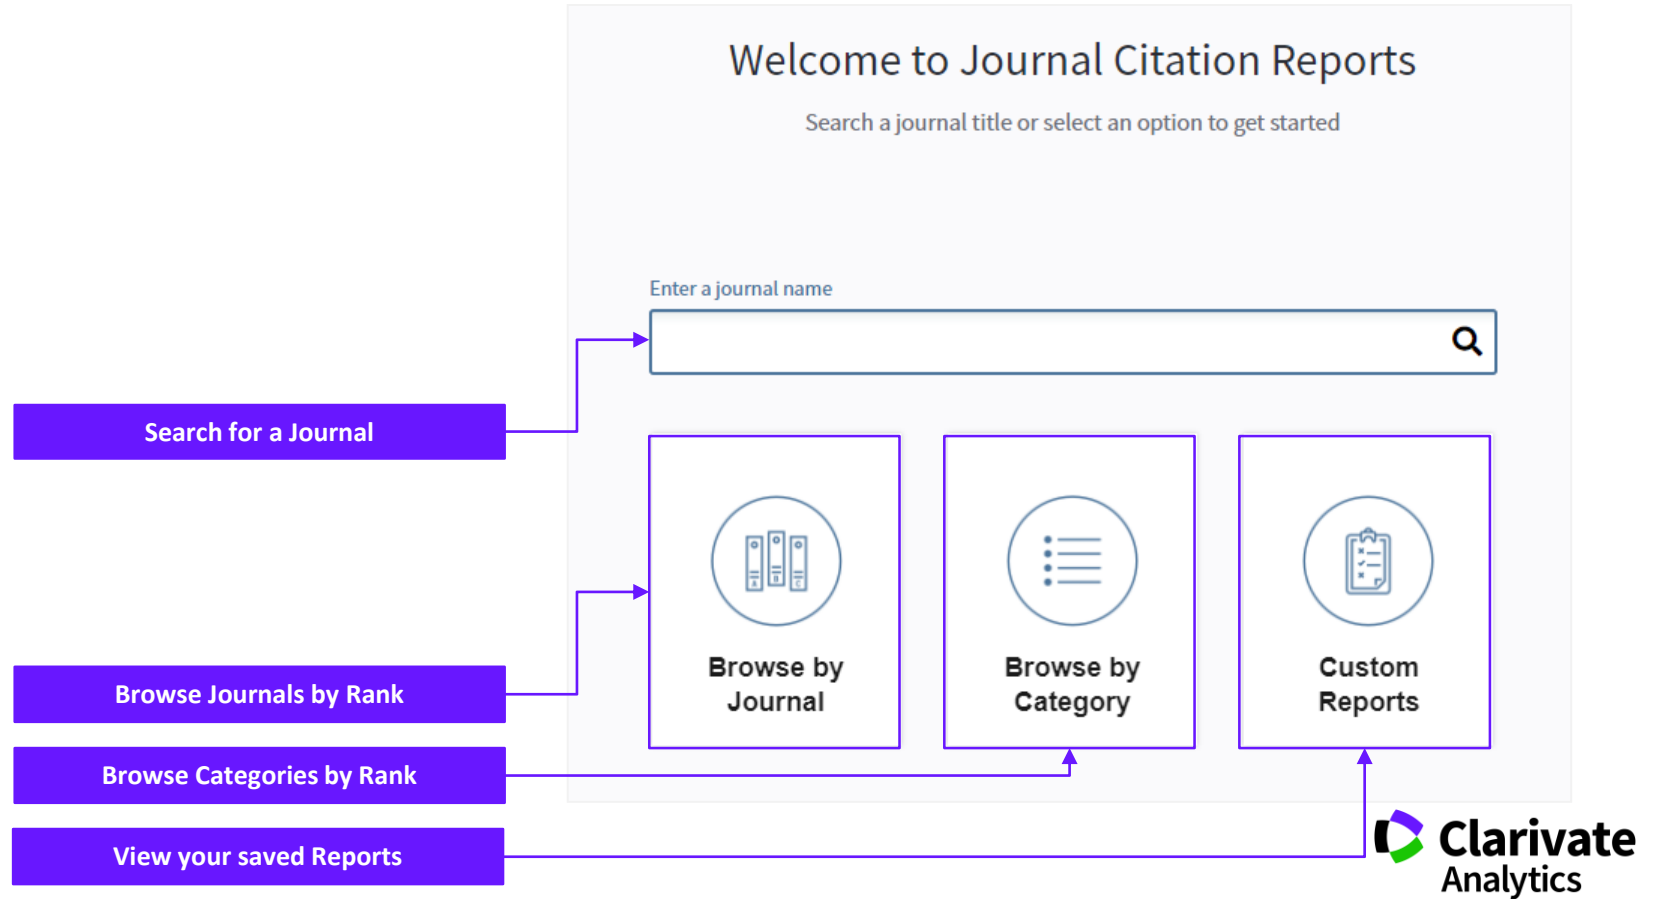 Welcome to Journal Citation Reports
Search a journal title or select an option to get started
Enter a journal name
Search for a Journal
A B C
Browse by
Journal
Browse by
Category
Custom
Reports
Browse Journals by Rank
Browse Categories by Rank
View your saved Reports
Clarivate
Analytics